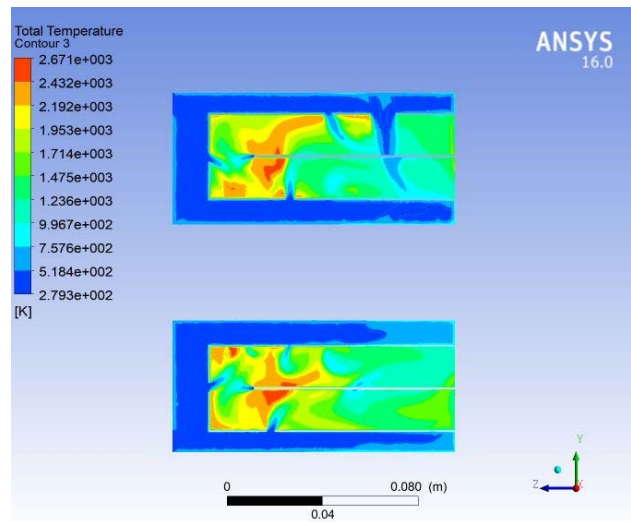 Total Temperature
Contour 3
2.671e+003
2.432e+003
2.192e+003
1.953e+003
1.714e+003
1.475e+003
1.236e+003
9.967e+002
7.576e+002
5.184e+002
2.793e+002
[K]
ANSYS
16.0
0 0.080 (m)
0.04
Y
Z X